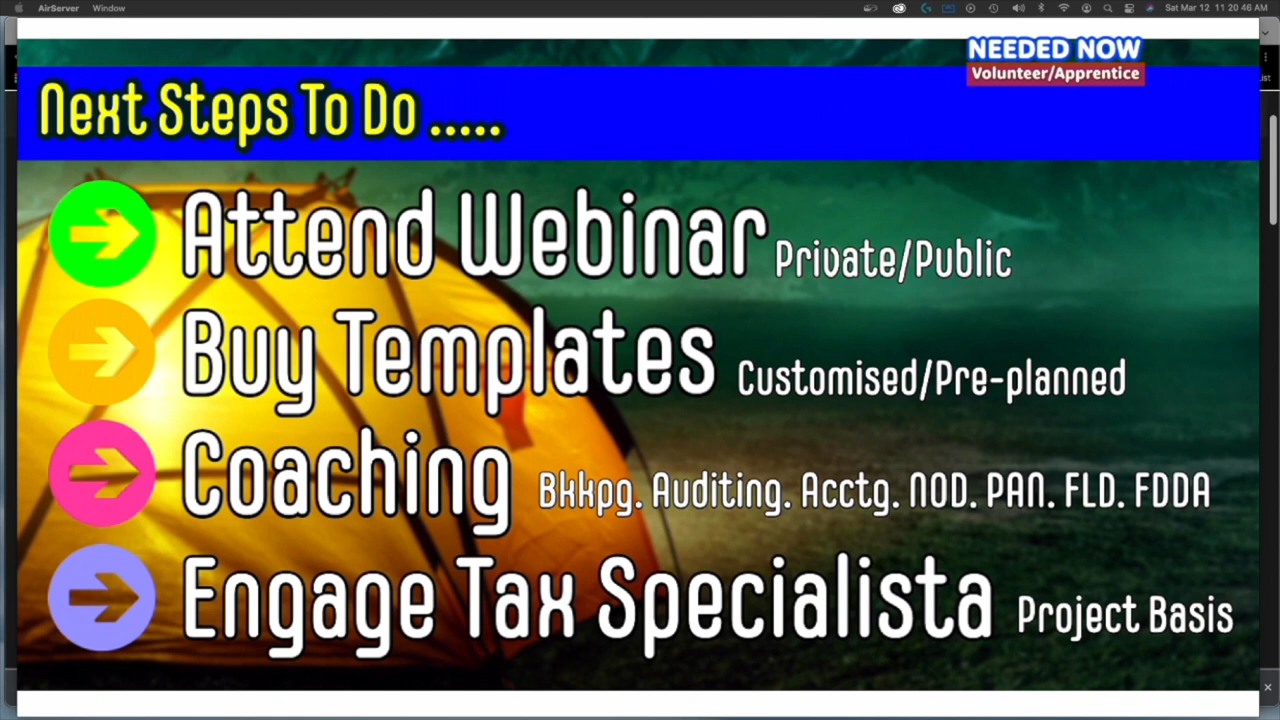 AirServer Window Sat Mar 12 11 20 46 AM
NEEDED NOW
Volunteer/Apprentice
Next Steps To Do .....
Attend Webinar Private/Public
Buy Templates Customised/Pre-planned
Coaching Bkkpg. Auditing. Acctg. NOD. PAN. FLD. FDDA
Engage Tax Specialista Project Basis